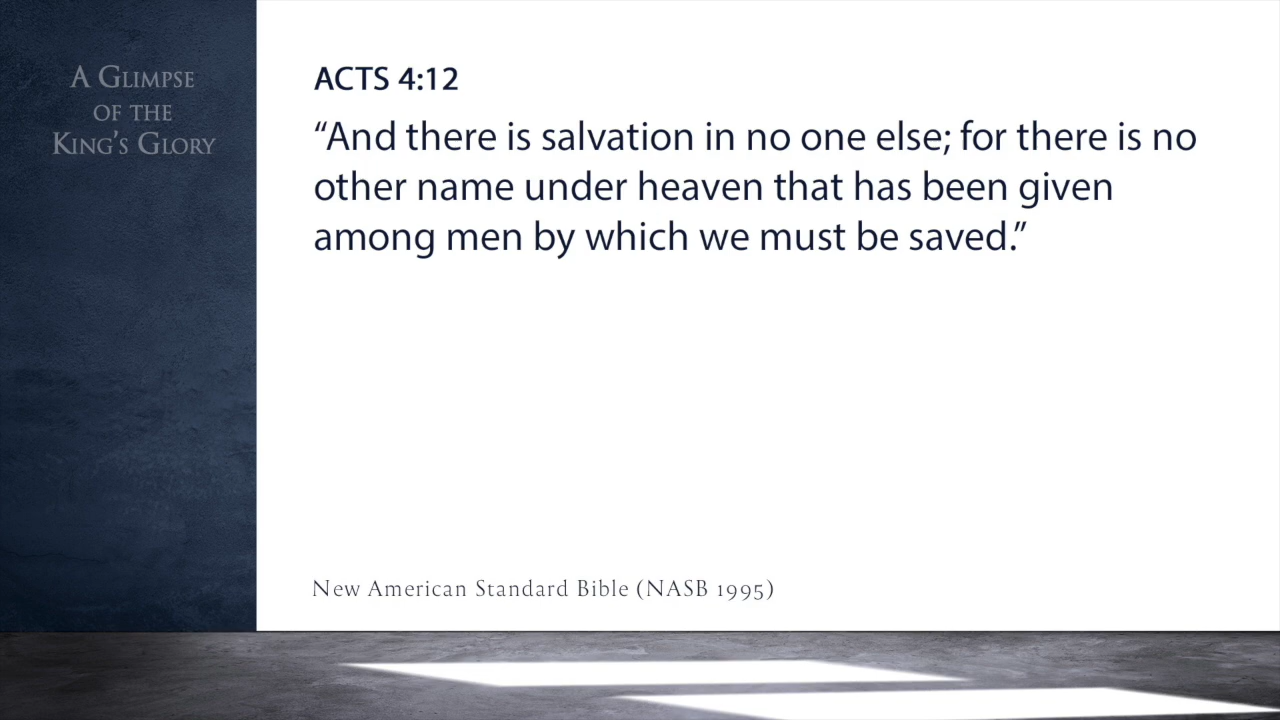 A Glimpse
of the
King’s Glory
ACTS 4:12
“And there is salvation in no one else; for there is no
other name under heaven that has been given
among men by which we must be saved.”
New American Standard Bible (NASB 1995)